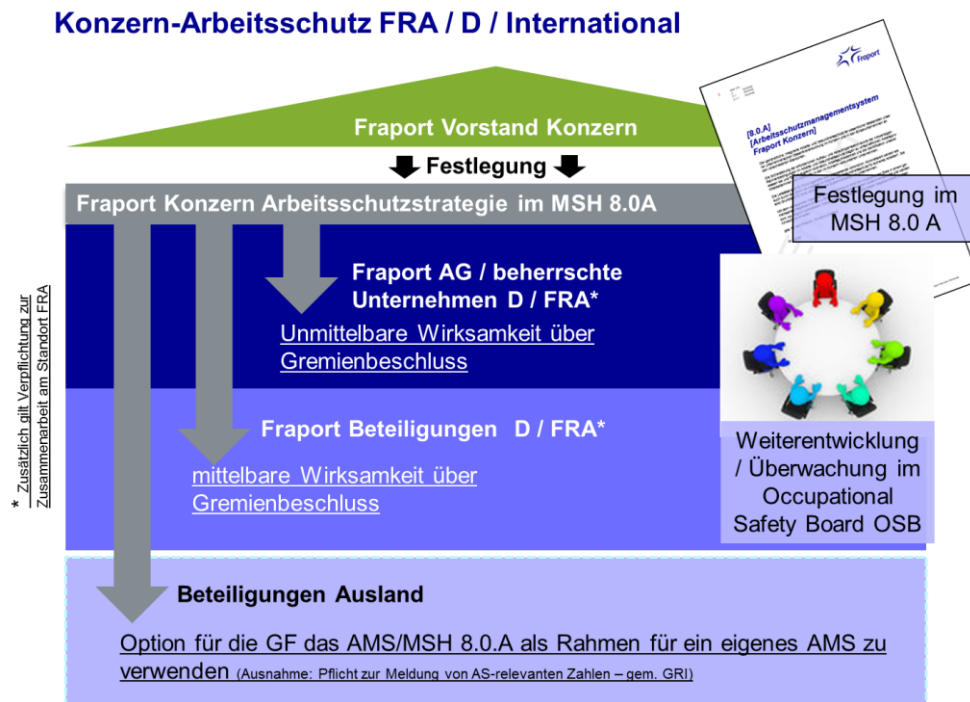 Konzern-Arbeitsschutz FRA / D / International
Fraport
[8.0.A]
[Arbeitsschutzmanagementsystem
Fraport Konzern]
Fraport Vorstand Konzern
Festlegung
Fraport Konzern Arbeitsschutzstrategie im MSH 8.0A
Festlegung im
MSH 8.0 A
Fraport AG / beherrschte
Unternehmen D / FRA*
Unmittelbare Wirksamkeit über
Gremienbeschluss
Fraport Beteiligungen D / FRA*
mittelbare Wirksamkeit über
Gremienbeschluss
Weiterentwicklung
/ Überwachung im
Occupational
Safety Board OSB
* Zusätzlich gilt Verpflichtung zur
Zusammenarbeit am Standort FRA
Beteiligungen Ausland
Option für die GF das AMS/MSH 8.0.A als Rahmen für ein eigenes AMS zu
verwenden (Ausnahme: Pflicht zur Meldung von AS-relevanten Zahlen – gem. GRI)